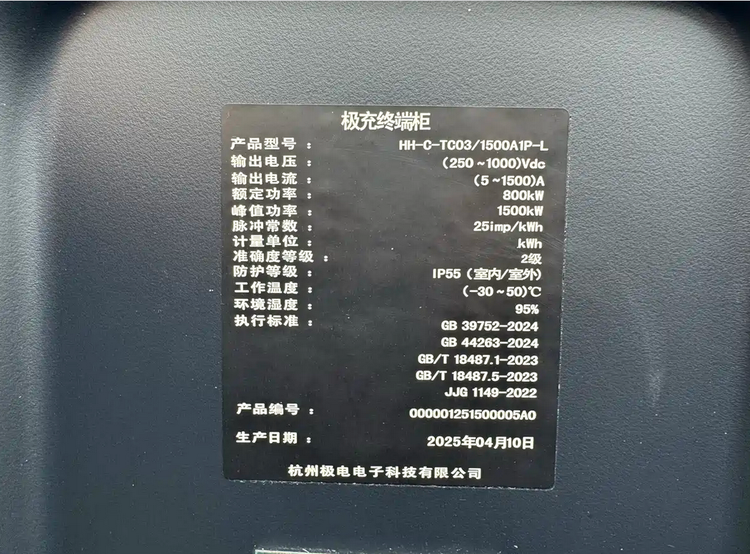 极充终端柜
产品型号: HH-C-TC03/1500A1P-L
输出电压: (250~1000)Vdc
输出电流: (5~1500)A
额定功率: 800kW
峰值功率: 1500kW
脉冲常数: 25imp/kWh
计量单位: kWh
准确度等级: 2级
防护等级: IP55 (室内/室外)
工作温度: (-30~50)℃
环境湿度: 95%
执行标准: GB 39752-2024
GB 44263-2024
GB/T 18487.1-2023
GB/T 18487.5-2023
JJG 1149-2022
产品编号: 000001251500005A0
生产日期: 2025年04月10日
杭州极电电子科技有限公司